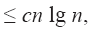 ≤ cn lg n,